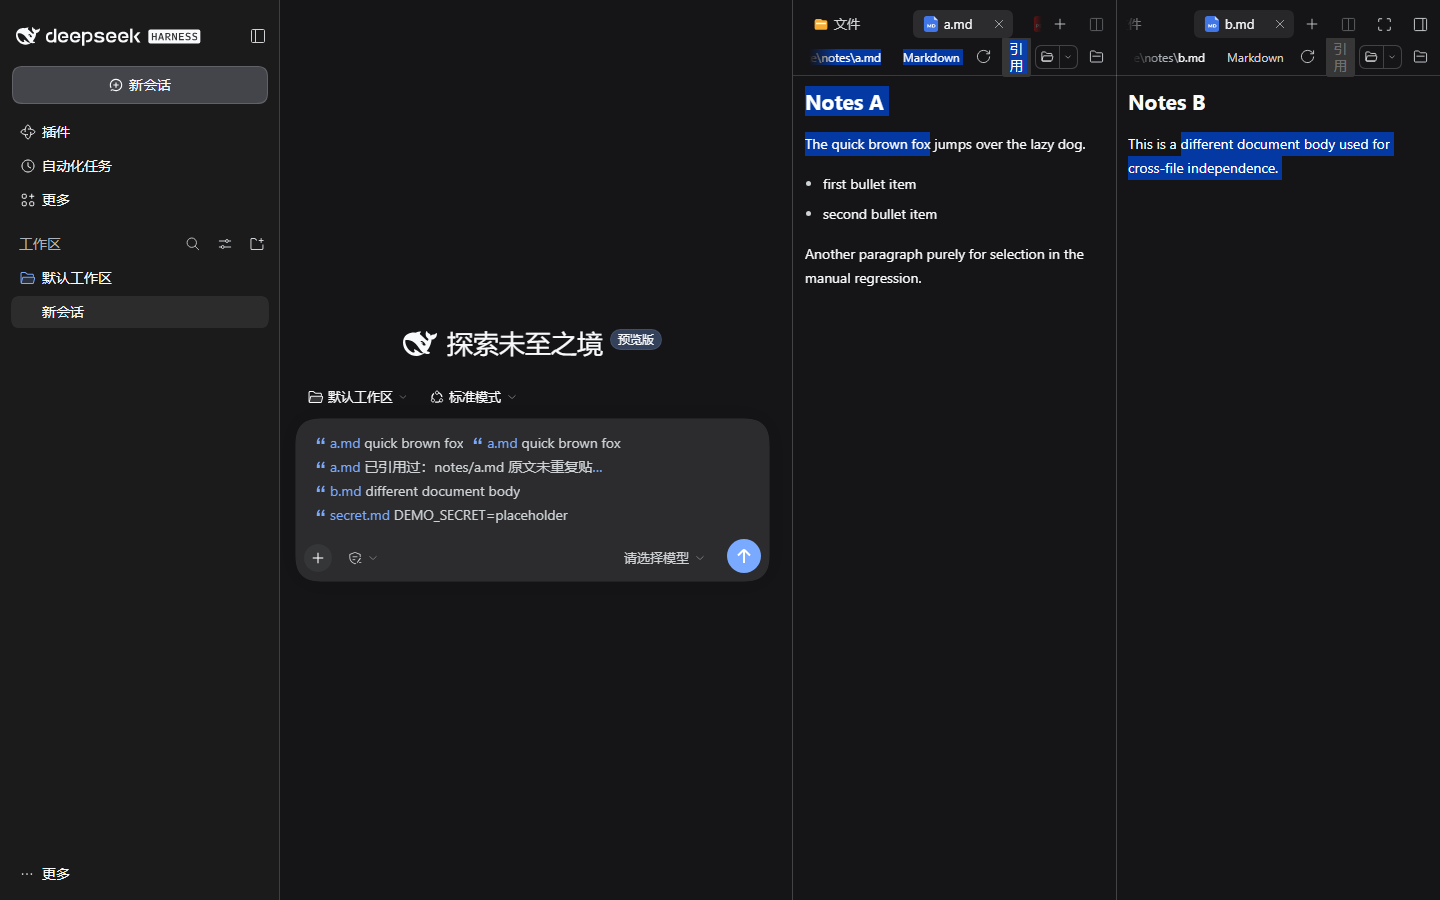 deepseek HARNESS
新会话
插件
自动化任务
更多
工作区
默认工作区
新会话
更多
探索未至之境 预览版
默认工作区 标准模式
a.md quick brown fox a.md quick brown fox
a.md 已引用过：notes/a.md 原文未重复贴...
b.md different document body
secret.md DEMO_SECRET=placeholder
请选择模型
文件 a.md
\notes\a.md Markdown 引用
Notes A
The quick brown fox jumps over the lazy dog.
first bullet item
second bullet item
Another paragraph purely for selection in the
manual regression.
件 b.md
\notes\b.md Markdown 引用
Notes B
This is a different document body used for
cross-file independence.